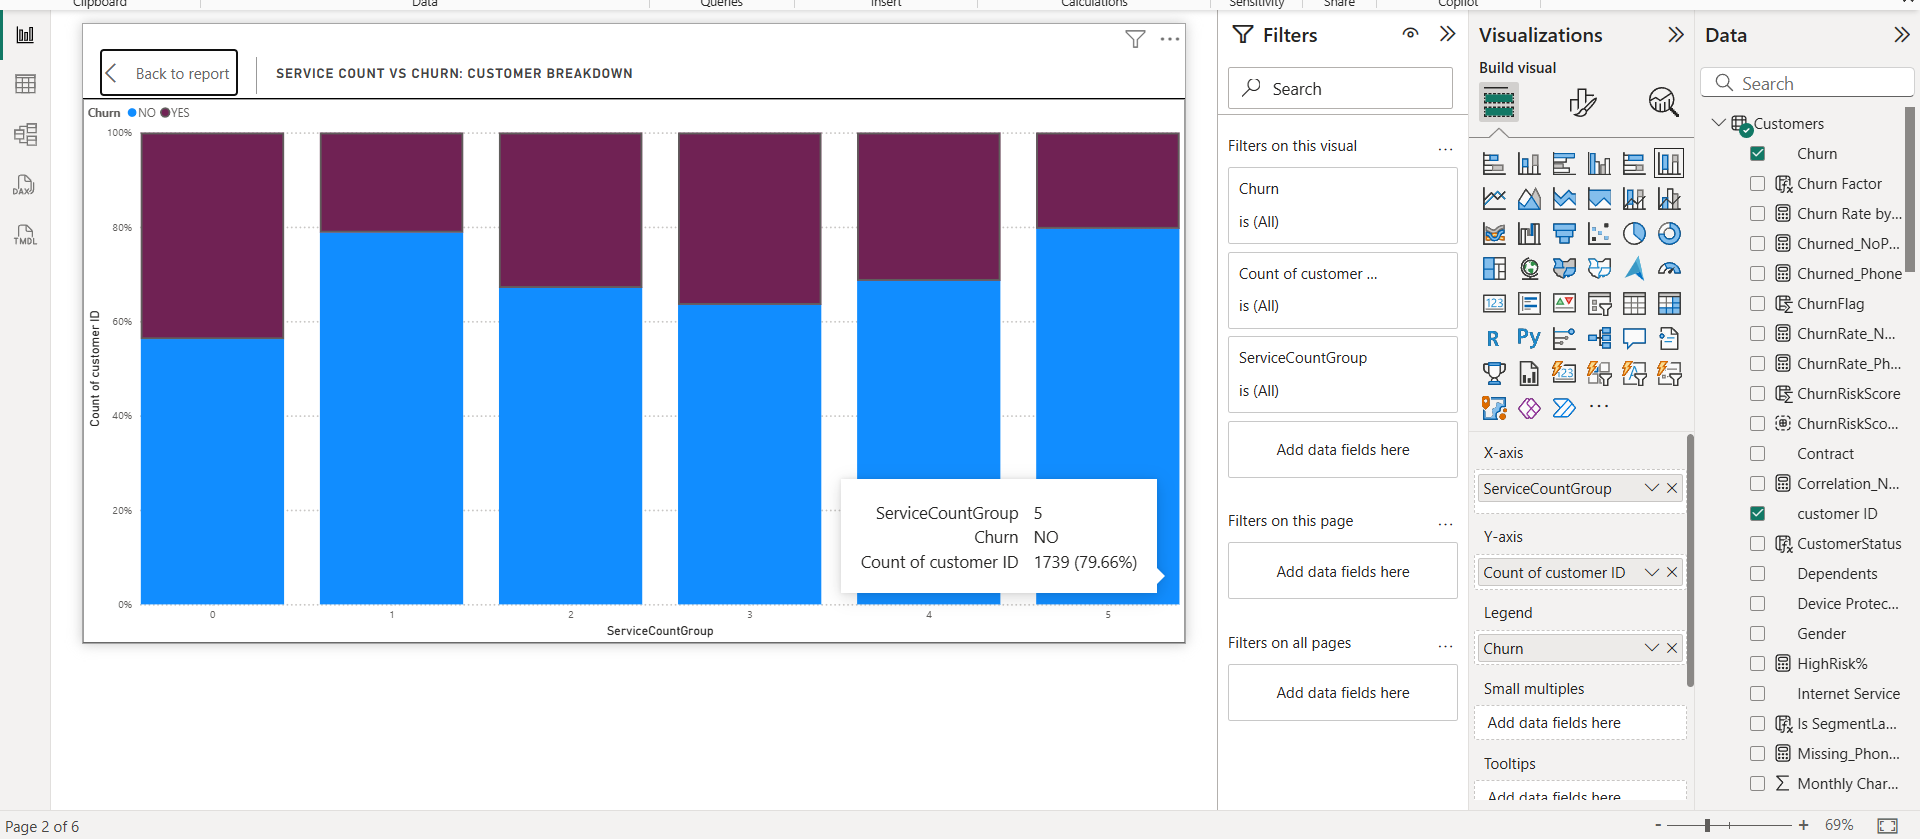 Clipboard
Data
Queries
Insert
Calculations
Sensitivity
Share
Copilot
Back to report
SERVICE COUNT VS CHURN: CUSTOMER BREAKDOWN
Churn NO YES
100%
80%
60%
40%
20%
0%
Count of customer ID
0 1 2 3 4 5
ServiceCountGroup
ServiceCountGroup 5
Churn NO
Count of customer ID 1739 (79.66%)
DAX
TMDL
Filters
Search
Filters on this visual ...
Churn
is (All)
Count of customer ...
is (All)
ServiceCountGroup
is (All)
Add data fields here
Filters on this page ...
Add data fields here
Filters on all pages ...
Add data fields here
Visualizations
Build visual
123
R Py
123
X-axis
ServiceCountGroup
Y-axis
Count of customer ID
Legend
Churn
Small multiples
Add data fields here
Tooltips
Add data fields here
Data
Search
Customers
Churn
Churn Factor
Churn Rate by...
Churned_NoP...
Churned_Phone
ChurnFlag
ChurnRate_N...
ChurnRate_Ph...
ChurnRiskScore
ChurnRiskSco...
Contract
Correlation_N...
customer ID
CustomerStatus
Dependents
Device Protec...
Gender
HighRisk%
Internet Service
Is SegmentLa...
Missing_Phon...
Monthly Char...
Page 2 of 6
- + 69%